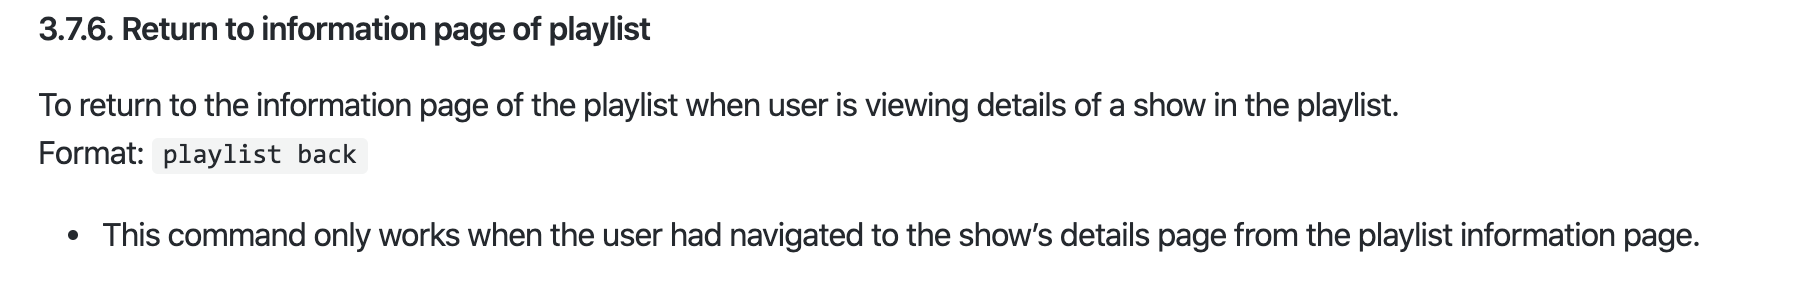 3.7.6. Return to information page of playlist
To return to the information page of the playlist when user is viewing details of a show in the playlist.
Format: playlist back
• This command only works when the user had navigated to the show’s details page from the playlist information page.